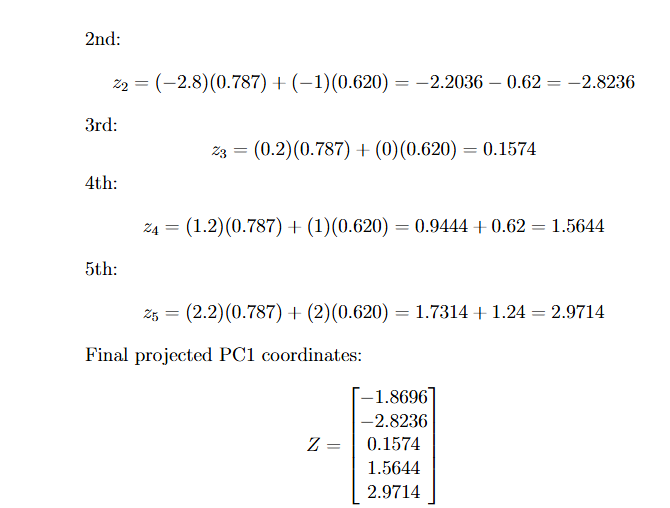 2nd:
z₂ = (−2.8)(0.787) + (−1)(0.620) = −2.2036 − 0.62 = −2.8236
3rd:
z₃ = (0.2)(0.787) + (0)(0.620) = 0.1574
4th:
z₄ = (1.2)(0.787) + (1)(0.620) = 0.9444 + 0.62 = 1.5644
5th:
z₅ = (2.2)(0.787) + (2)(0.620) = 1.7314 + 1.24 = 2.9714
Final projected PC1 coordinates:
−1.8696
−2.8236
Z = 0.1574
1.5644
2.9714